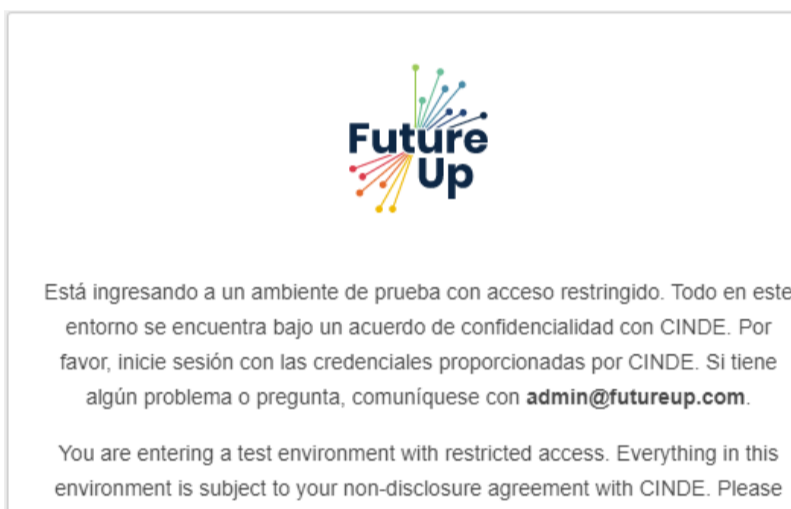 Future
Up
Está ingresando a un ambiente de prueba con acceso restringido. Todo en este
entorno se encuentra bajo un acuerdo de confidencialidad con CINDE. Por
favor, inicie sesión con las credenciales proporcionadas por CINDE. Si tiene
algún problema o pregunta, comuníquese con admin@futureup.com.
You are entering a test environment with restricted access. Everything in this
environment is subject to your non-disclosure agreement with CINDE. Please